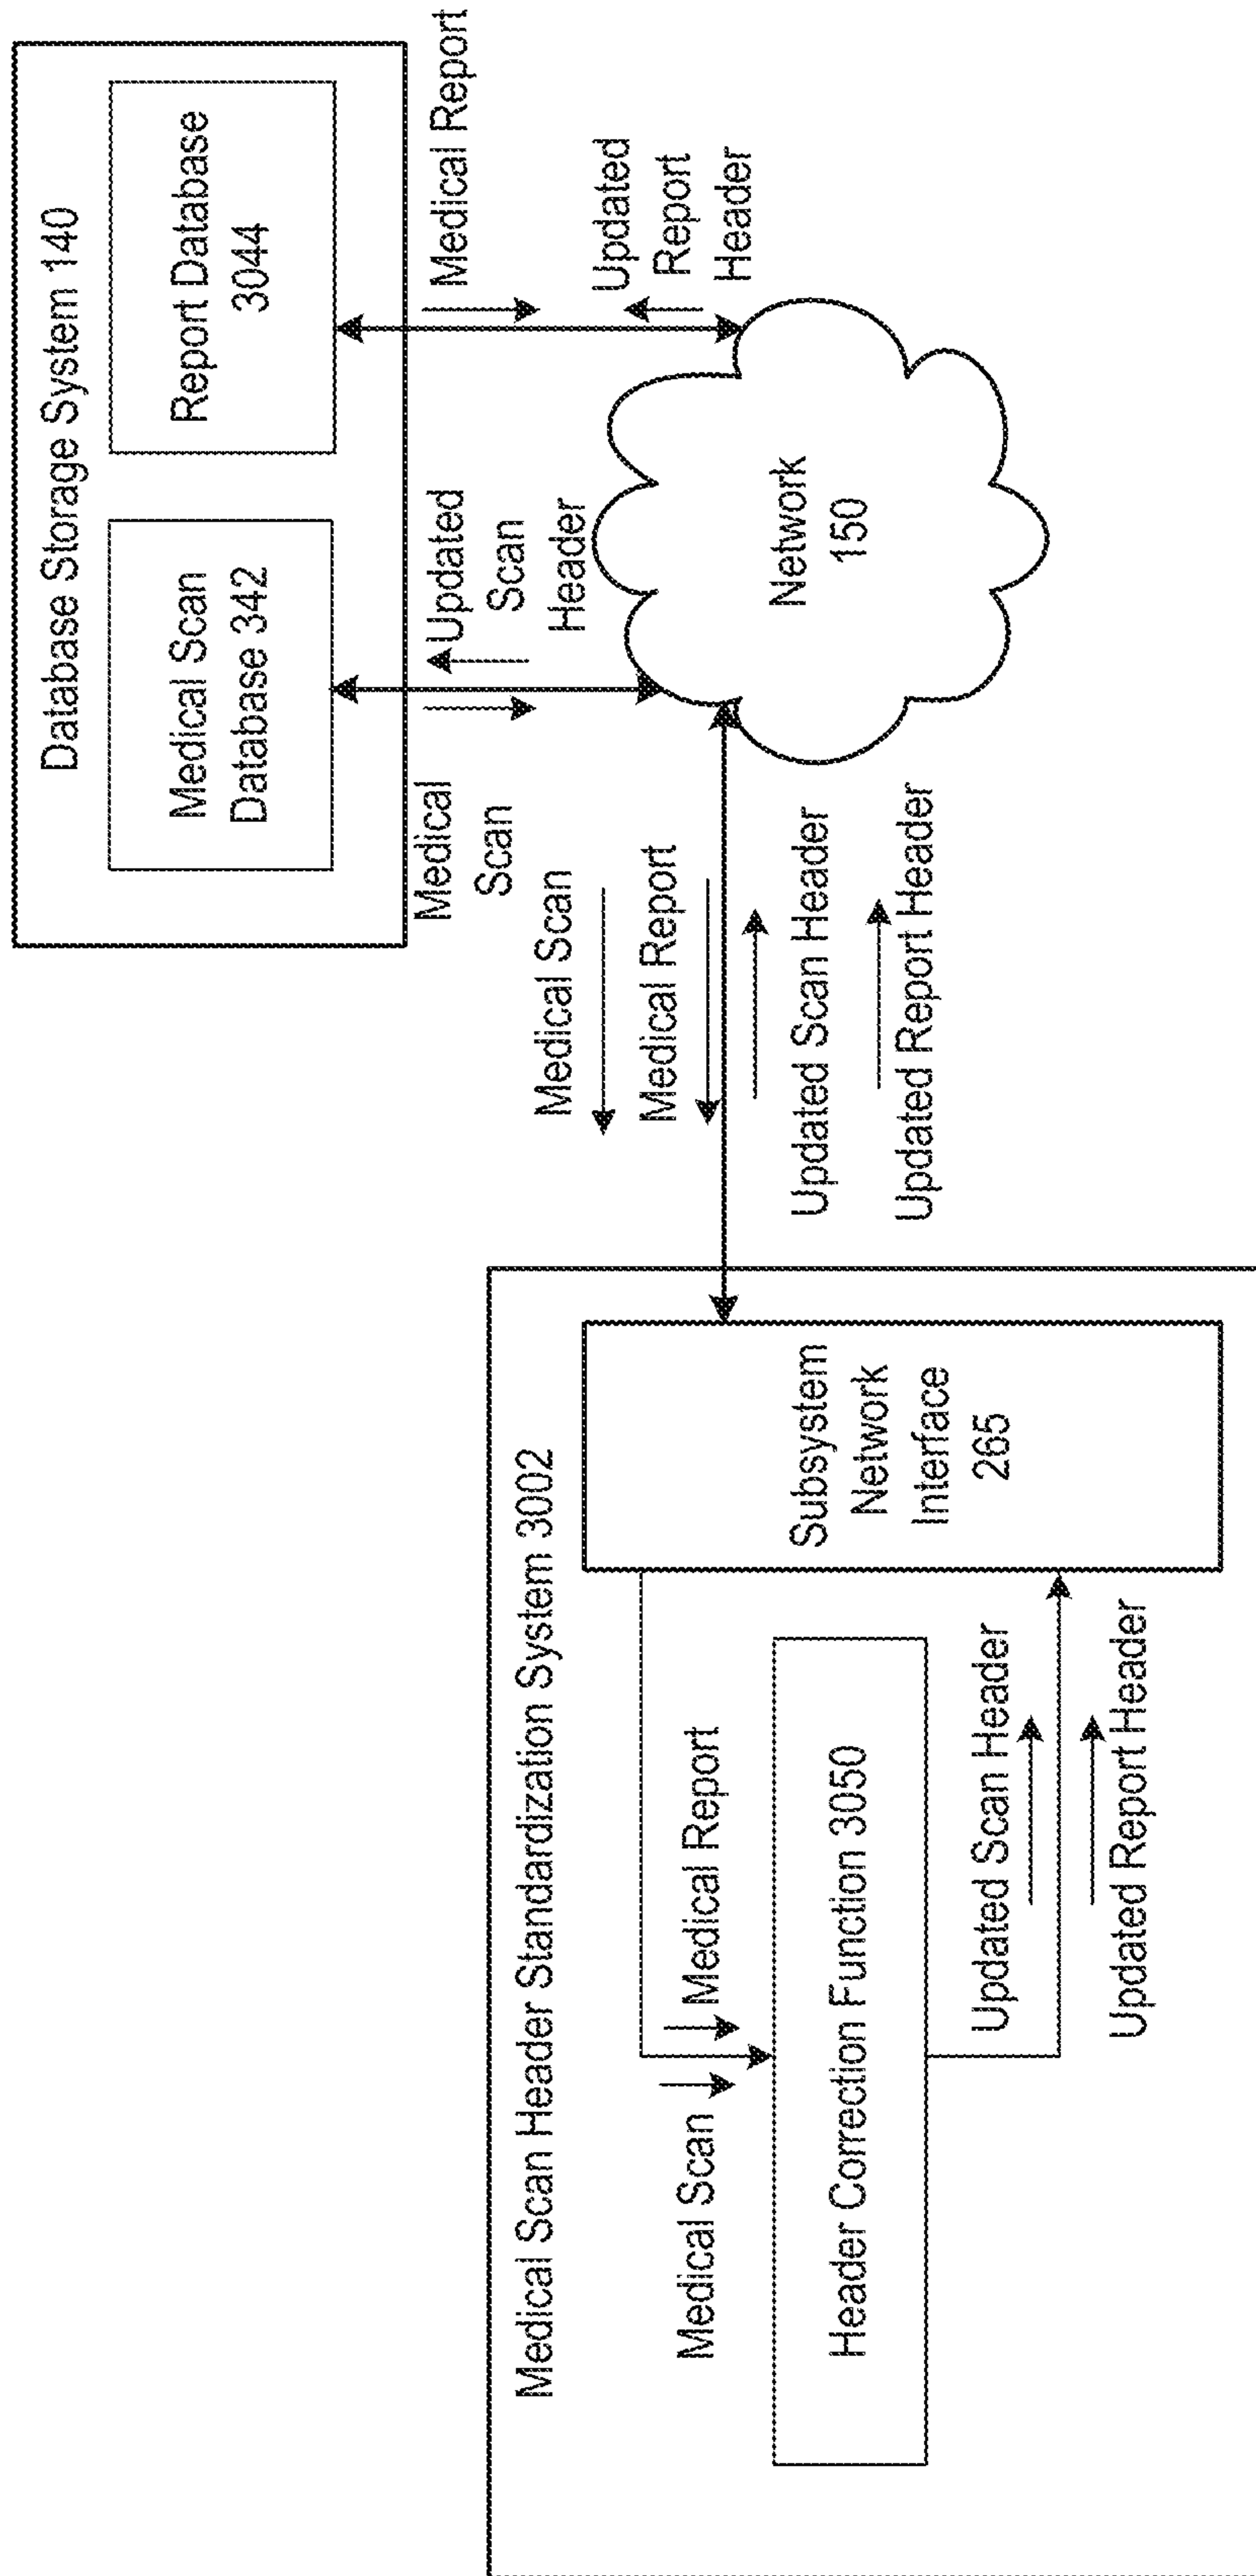 Database Storage System 140
Medical Scan
Database 342
Report Database
3044
Medical
Scan
Updated
Scan
Header
Medical Report
Updated
Report
Header
Network
150
Medical Scan
Medical Report
Updated Scan Header
Updated Report Header
Medical Scan Header Standardization System 3002
Subsystem
Network
Interface
265
Medical Scan
Medical Report
Header Correction Function 3050
Updated Scan Header
Updated Report Header